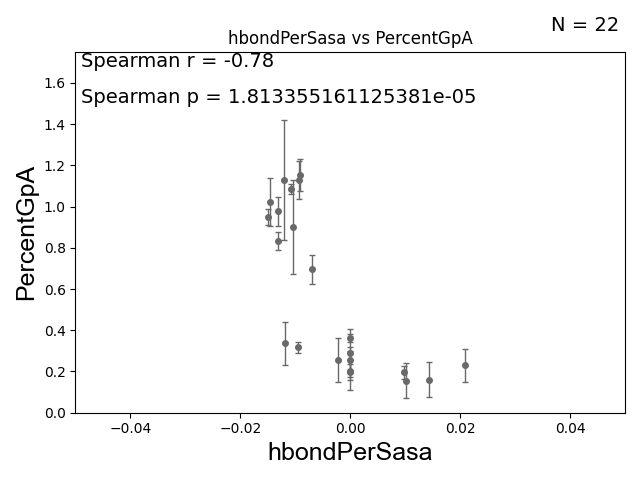 N = 22
hbondPerSasa vs PercentGpA
Spearman r = -0.78
Spearman p = 1.813355161125381e-05
PercentGpA
1.6
1.4
1.2
1.0
0.8
0.6
0.4
0.2
0.0
−0.04 −0.02 0.00 0.02 0.04
hbondPerSasa